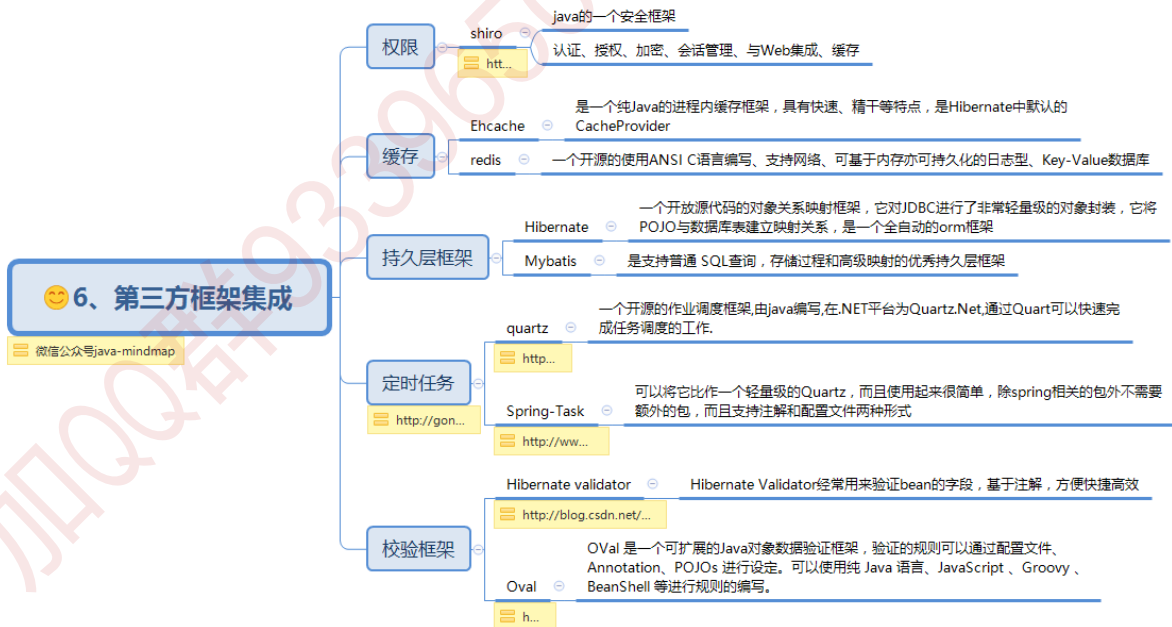 权限
shiro
htt...
java的一个安全框架
认证、授权、加密、会话管理、与Web集成、缓存
缓存
Ehcache
是一个纯Java的进程内缓存框架，具有快速、精干等特点，是Hibernate中默认的
CacheProvider
redis
一个开源的使用ANSI C语言编写、支持网络、可基于内存亦可持久化的日志型、Key-Value数据库
持久层框架
Hibernate
一个开放源代码的对象关系映射框架，它对JDBC进行了非常轻量级的对象封装，它将
POJO与数据库表建立映射关系，是一个全自动的orm框架
Mybatis
是支持普通 SQL查询，存储过程和高级映射的优秀持久层框架
😊6、第三方框架集成
微信公众号java-mindmap
定时任务
http://gon...
quartz
http...
一个开源的作业调度框架,由java编写,在.NET平台为Quartz.Net,通过Quart可以快速完
成任务调度的工作.
Spring-Task
http://ww...
可以将它比作一个轻量级的Quartz，而且使用起来很简单，除spring相关的包外不需要
额外的包，而且支持注解和配置文件两种形式
校验框架
Hibernate validator
http://blog.csdn.net/...
Hibernate Validator经常用来验证bean的字段，基于注解，方便快捷高效
Oval
h...
OVal 是一个可扩展的Java对象数据验证框架，验证的规则可以通过配置文件、
Annotation、POJOs 进行设定。可以使用纯 Java 语言、JavaScript 、Groovy 、
BeanShell 等进行规则的编写。
加QQ群933965